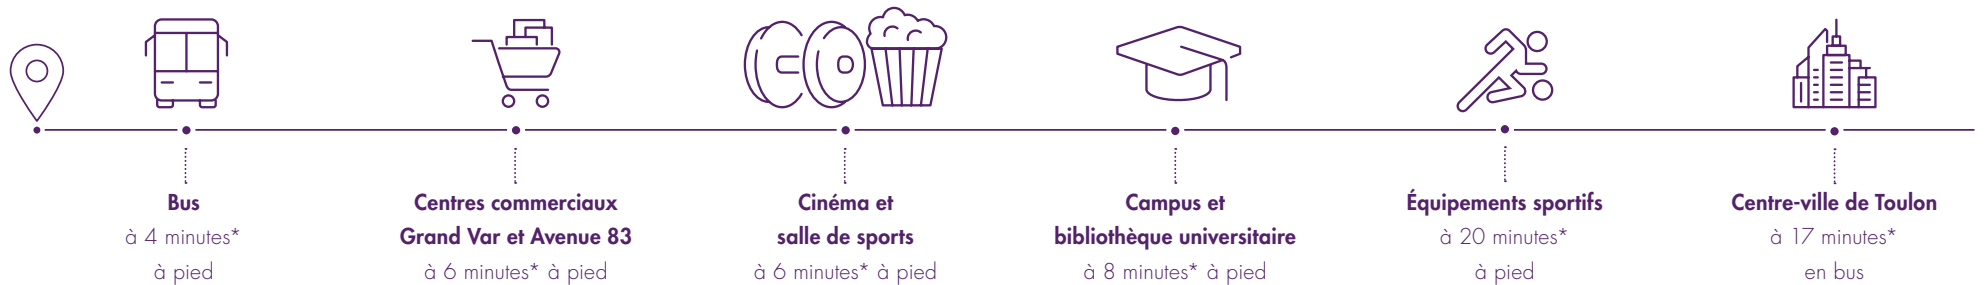 Bus
à 4 minutes*
à pied
Centres commerciaux
Grand Var et Avenue 83
à 6 minutes* à pied
Cinéma et
salle de sports
à 6 minutes* à pied
Campus et
bibliothèque universitaire
à 8 minutes* à pied
Équipements sportifs
à 20 minutes*
à pied
Centre-ville de Toulon
à 17 minutes*
en bus